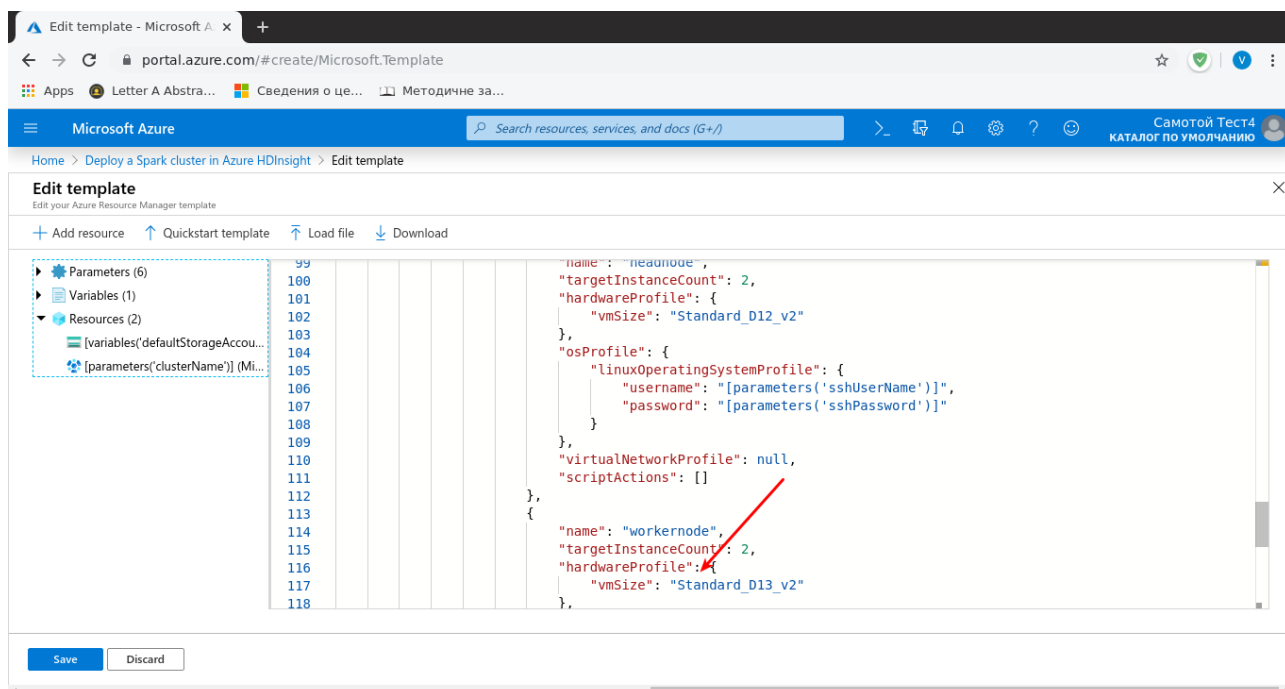 Edit template - Microsoft A
portal.azure.com/#create/Microsoft.Template
Apps Letter A Abstra... Сведения о це... Методичне за...
Microsoft Azure Search resources, services, and docs (G+/) Самотой Тест4
КАТАЛОГ ПО УМОЛЧАНИЮ
Home > Deploy a Spark cluster in Azure HDInsight > Edit template
Edit template
Edit your Azure Resource Manager template
Add resource Quickstart template Load file Download
Parameters (6)
Variables (1)
Resources (2)
[variables('defaultStorageAccou...
[parameters('clusterName')] (Mi...
99 "name": "headnode",
100 "targetInstanceCount": 2,
101 "hardwareProfile": {
102 "vmSize": "Standard_D12_v2"
103 },
104 "osProfile": {
105 "linuxOperatingSystemProfile": {
106 "username": "[parameters('sshUserName')]",
107 "password": "[parameters('sshPassword')]"
108 }
109 },
110 "virtualNetworkProfile": null,
111 "scriptActions": []
112 },
113 {
114 "name": "workernode",
115 "targetInstanceCount": 2,
116 "hardwareProfile": {
117 "vmSize": "Standard_D13_v2"
118 },
Save Discard